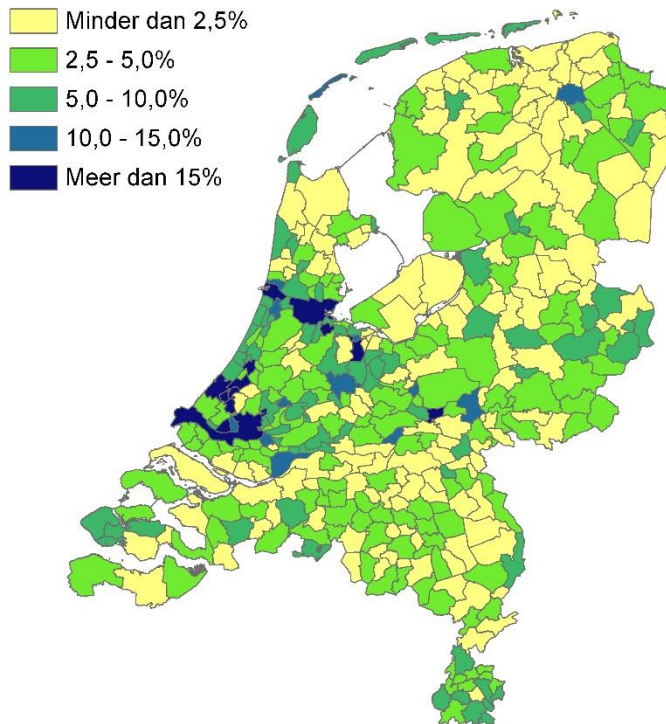 Minder dan 2,5%
2,5 - 5,0%
5,0 - 10,0%
10,0 - 15,0%
Meer dan 15%